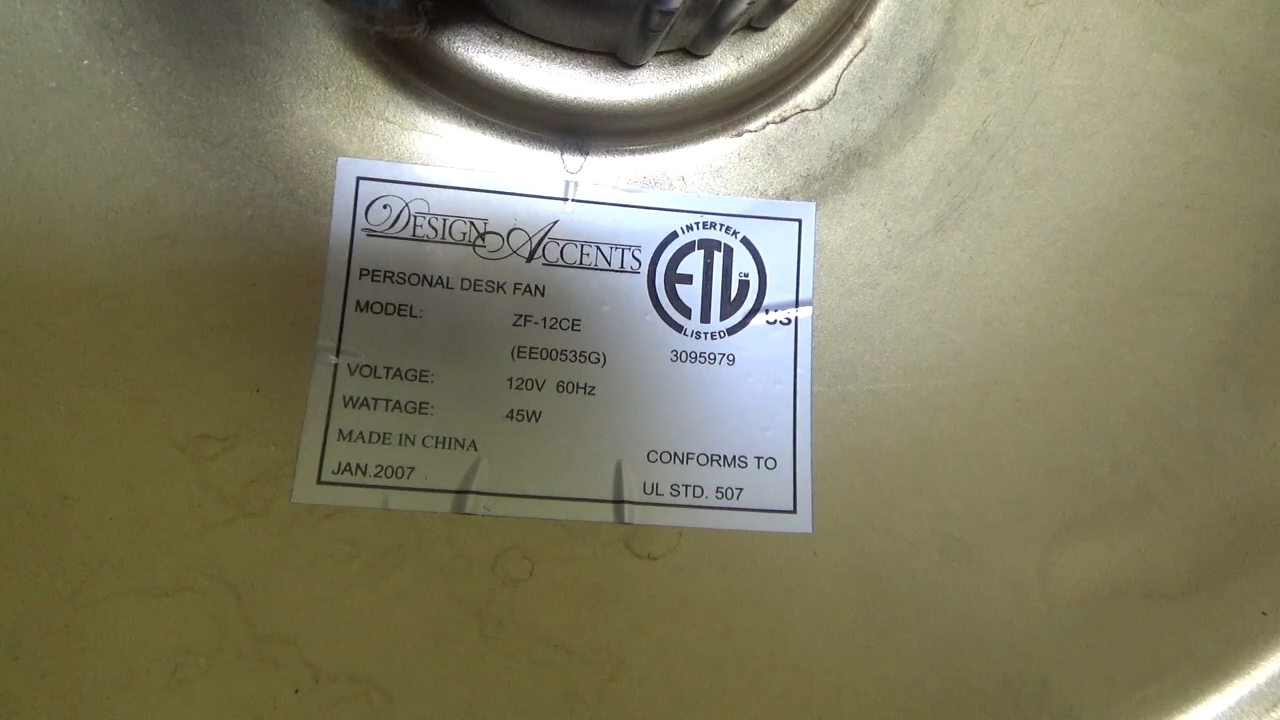 DESIGN ACCENTS
INTERTEK
ETL CM
LISTED
US
3095979
PERSONAL DESK FAN
MODEL: ZF-12CE
(EE00535G)
VOLTAGE: 120V 60Hz
WATTAGE: 45W
MADE IN CHINA
JAN.2007
CONFORMS TO
UL STD. 507